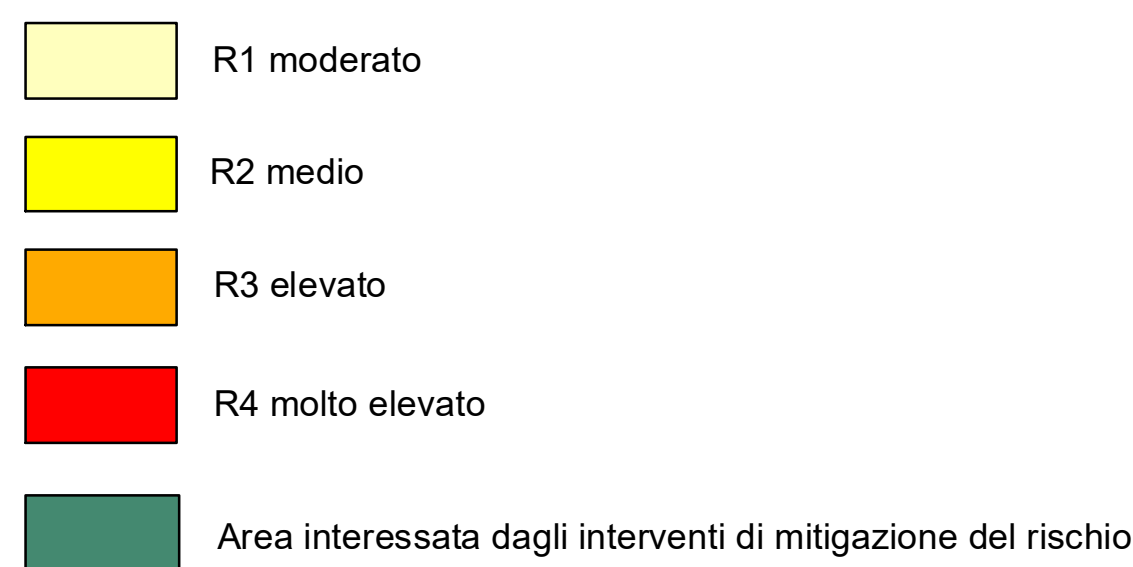 R1 moderato
R2 medio
R3 elevato
R4 molto elevato
Area interessata dagli interventi di mitigazione del rischio